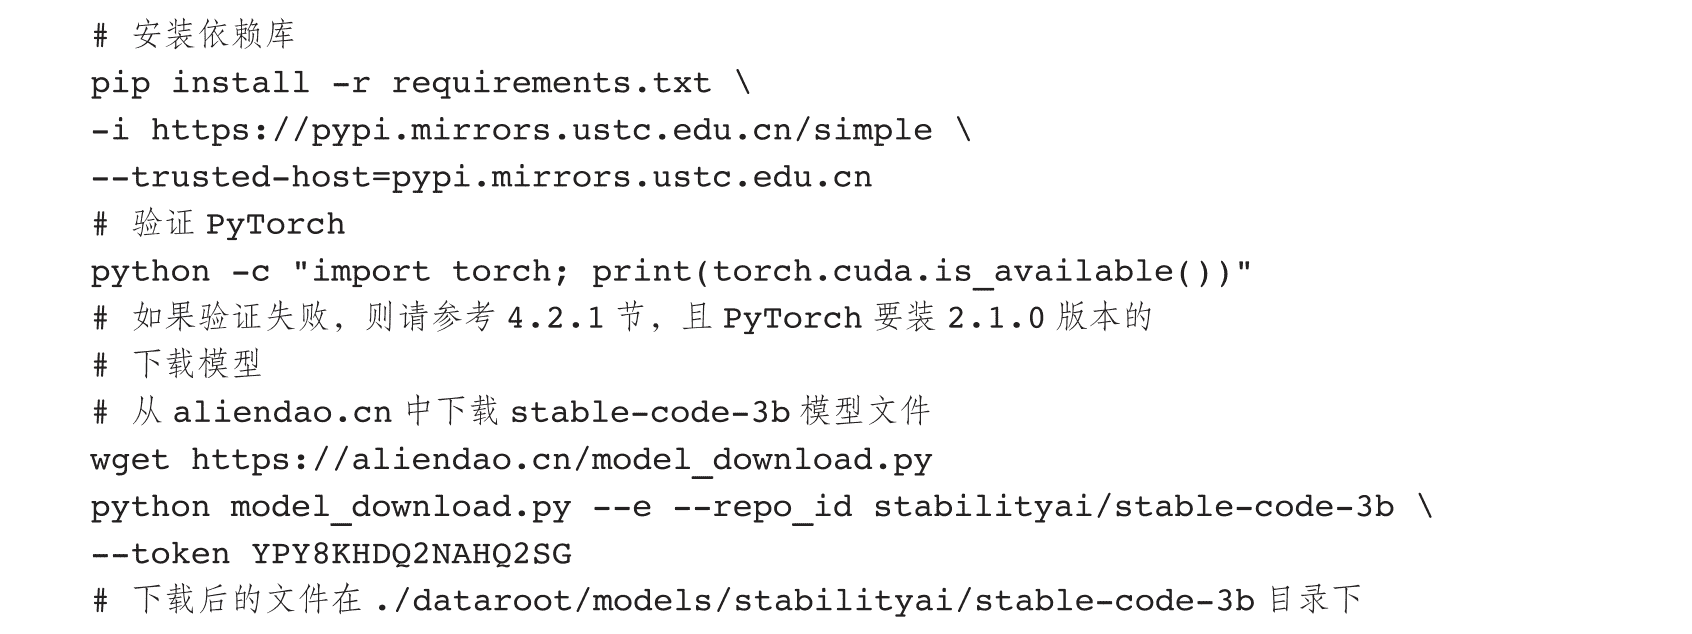 # 安装依赖库
pip install -r requirements.txt \
-i https://pypi.mirrors.ustc.edu.cn/simple \
--trusted-host=pypi.mirrors.ustc.edu.cn
# 验证 PyTorch
python -c "import torch; print(torch.cuda.is_available())"
# 如果验证失败，则请参考 4.2.1 节，且 PyTorch 要装 2.1.0 版本的
# 下载模型
# 从 aliendao.cn 中下载 stable-code-3b 模型文件
wget https://aliendao.cn/model_download.py
python model_download.py --e --repo_id stabilityai/stable-code-3b \
--token YPY8KHDQ2NAHQ2SG
# 下载后的文件在 ./dataroot/models/stabilityai/stable-code-3b 目录下